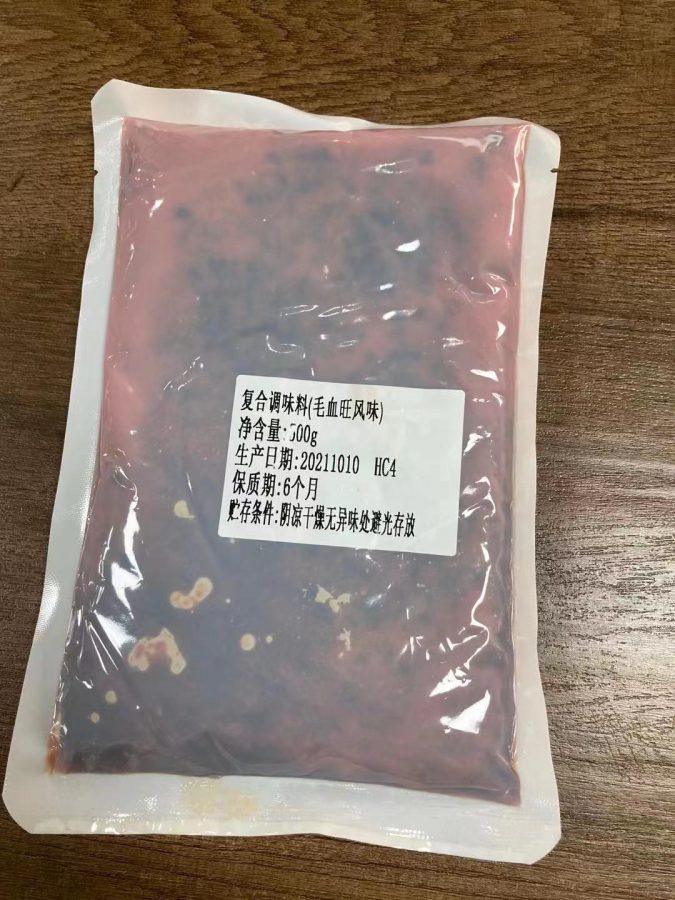 复合调味料(毛血旺风味)
净含量:500g
生产日期:20211010 HC4
保质期:6个月
贮存条件:阴凉干燥无异味处避光存放